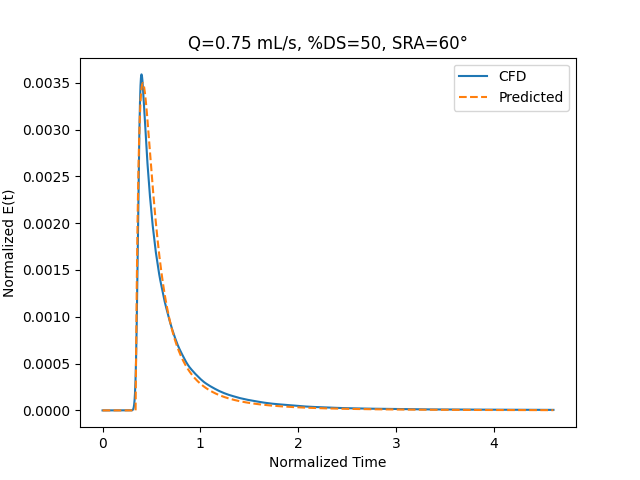 Q=0.75 mL/s, %DS=50, SRA=60°
CFD
Predicted
Normalized E(t)
0.0035
0.0030
0.0025
0.0020
0.0015
0.0010
0.0005
0.0000
0 1 2 3 4
Normalized Time